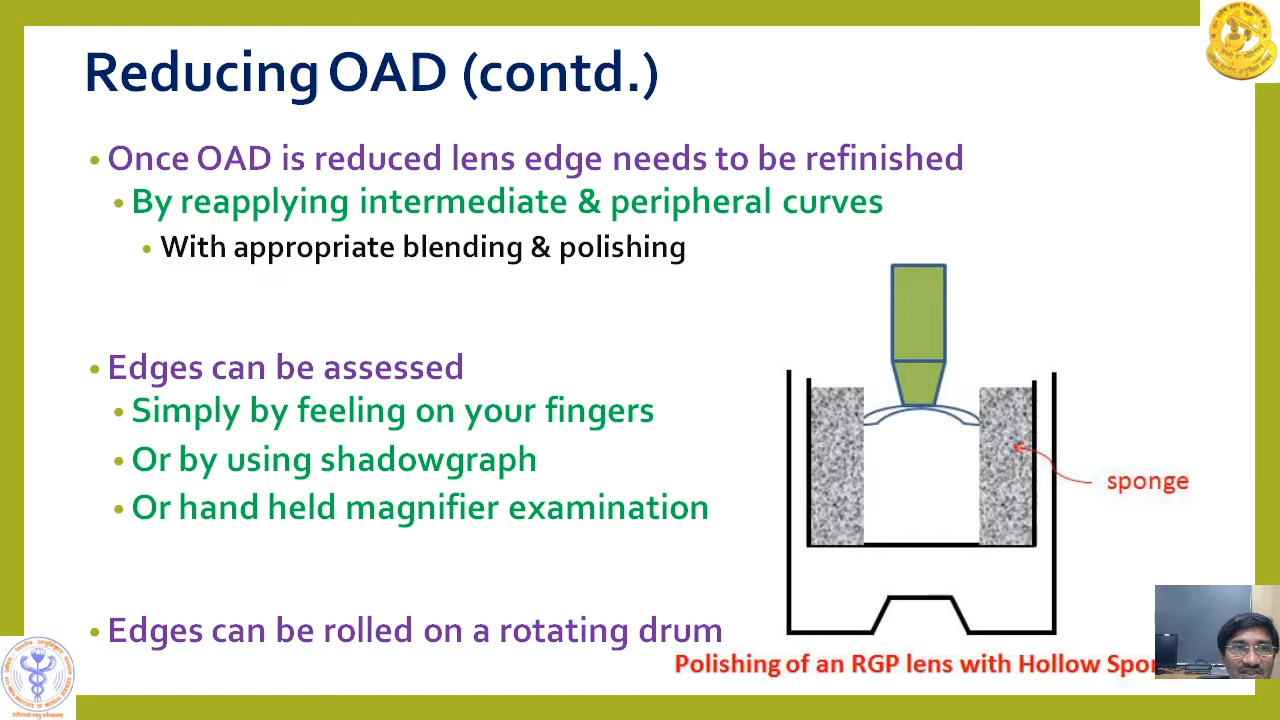 Reducing OAD (contd.)
• Once OAD is reduced lens edge needs to be refinished
• By reapplying intermediate & peripheral curves
• With appropriate blending & polishing
• Edges can be assessed
• Simply by feeling on your fingers
• Or by using shadowgraph
• Or hand held magnifier examination
sponge
• Edges can be rolled on a rotating drum
Polishing of an RGP lens with Hollow